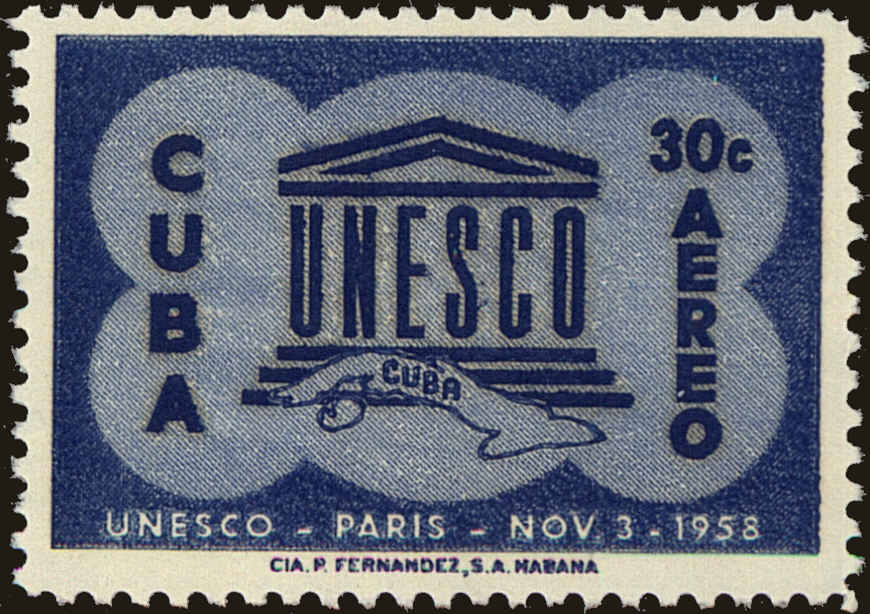 CUBA
30c
AEREO
UNESCO
CUBA
UNESCO - PARIS - NOV. 3 - 1958
CIA. P. FERNANDEZ, S.A. HABANA